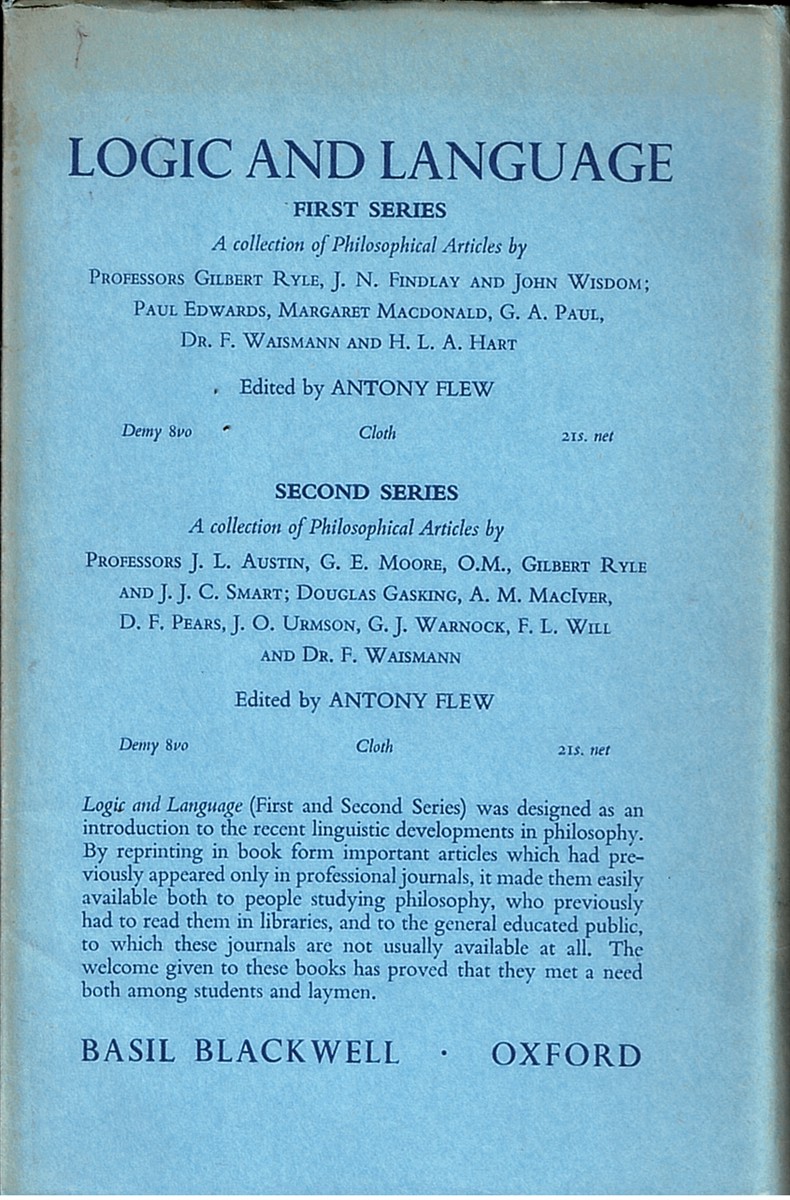 LOGIC AND LANGUAGE
FIRST SERIES
A collection of Philosophical Articles by
PROFESSORS GILBERT RYLE, J. N. FINDLAY AND JOHN WISDOM;
PAUL EDWARDS, MARGARET MACDONALD, G. A. PAUL,
DR. F. WAISMANN AND H. L. A. HART
Edited by ANTONY FLEW
Demy 8vo Cloth 21s. net
SECOND SERIES
A collection of Philosophical Articles by
PROFESSORS J. L. AUSTIN, G. E. MOORE, O.M., GILBERT RYLE
AND J. J. C. SMART; DOUGLAS GASKING, A. M. MACIVER,
D. F. PEARS, J. O. URMSON, G. J. WARNOCK, F. L. WILL
AND DR. F. WAISMANN
Edited by ANTONY FLEW
Demy 8vo Cloth 21s. net
Logic and Language (First and Second Series) was designed as an
introduction to the recent linguistic developments in philosophy.
By reprinting in book form important articles which had pre-
viously appeared only in professional journals, it made them easily
available both to people studying philosophy, who previously
had to read them in libraries, and to the general educated public,
to which these journals are not usually available at all. The
welcome given to these books has proved that they met a need
both among students and laymen.
BASIL BLACKWELL · OXFORD